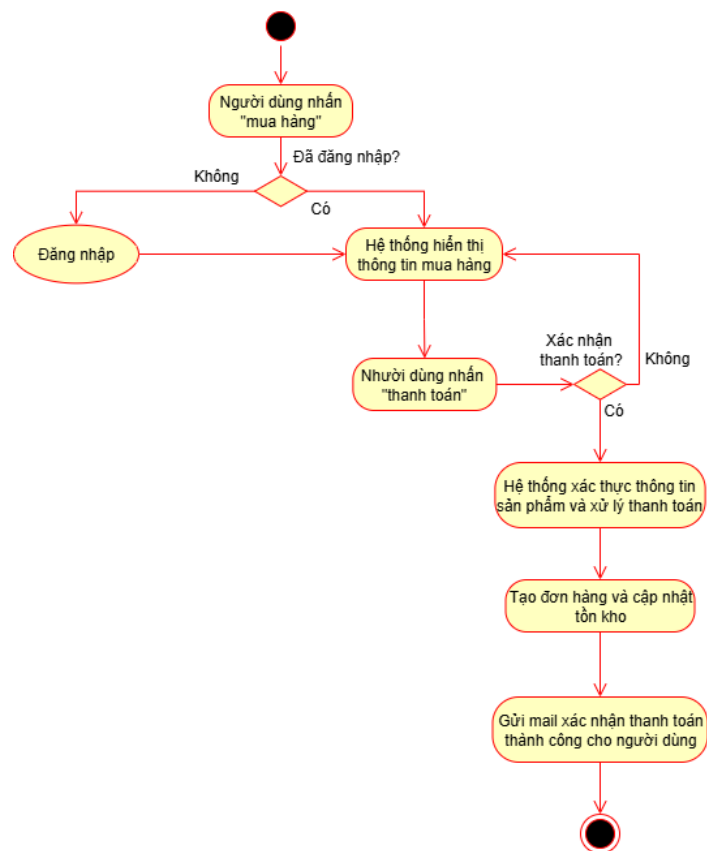 Người dùng nhấn
"mua hàng"
Đã đăng nhập?
Không
Có
Đăng nhập
Hệ thống hiển thị
thông tin mua hàng
Xác nhận
thanh toán?
Không
Nhười dùng nhấn
"thanh toán"
Có
Hệ thống xác thực thông tin
sản phẩm và xử lý thanh toán
Tạo đơn hàng và cập nhật
tồn kho
Gửi mail xác nhận thanh toán
thành công cho người dùng